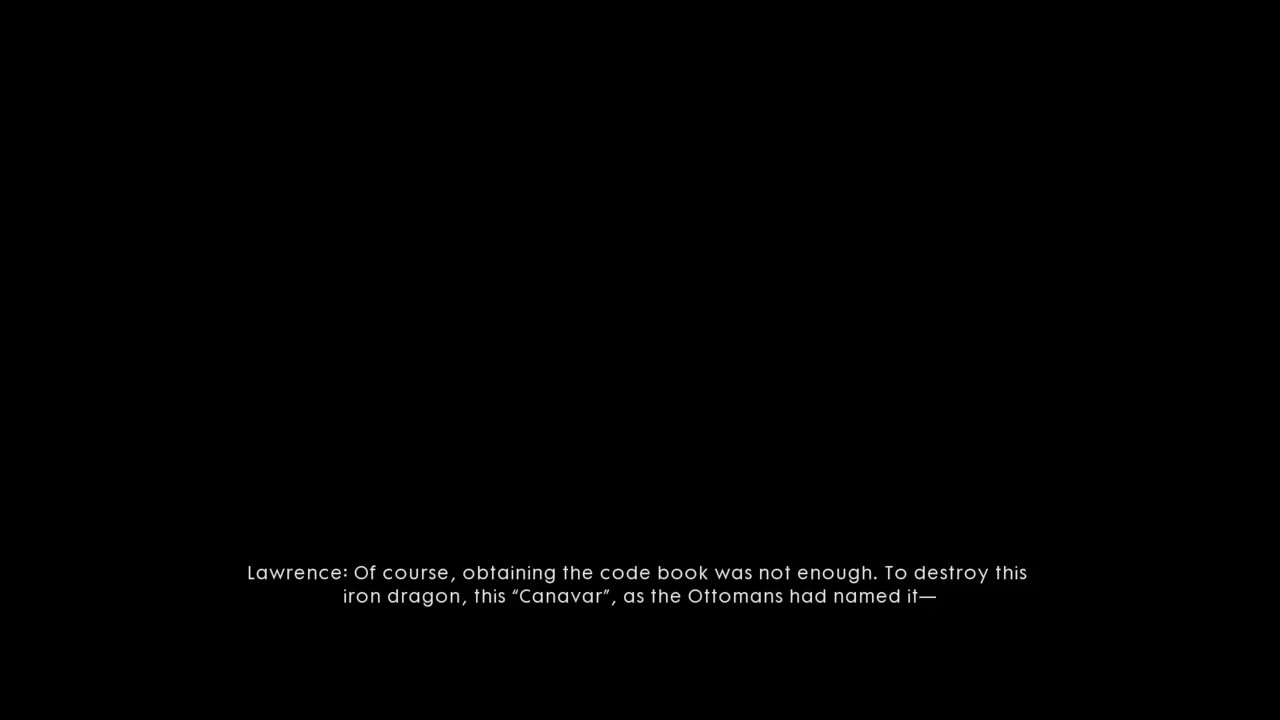 Lawrence: Of course, obtaining the code book was not enough. To destroy this
iron dragon, this “Canavar”, as the Ottomans had named it—